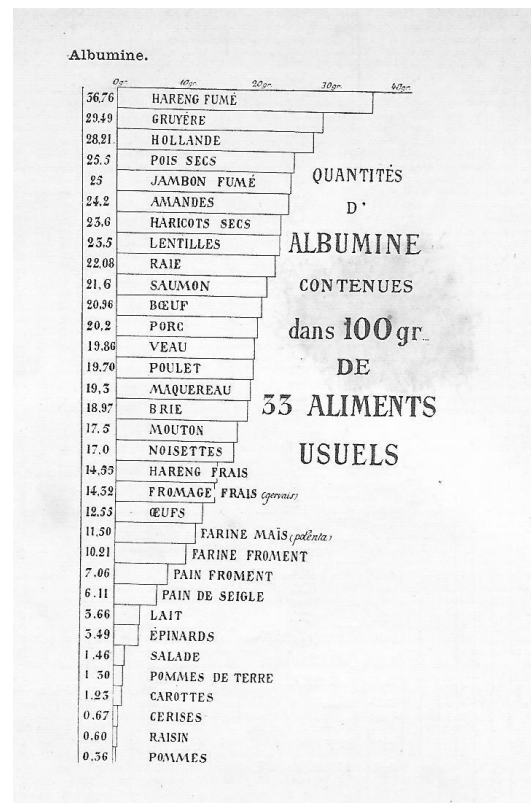 Albumine.
0gr. 10gr. 20gr. 30gr. 40gr.
36,76 HARENG FUMÉ
29.49 GRUYÈRE
28,21. HOLLANDE
25.5 POIS SECS
25 JAMBON FUMÉ
24.2 AMANDES
23.6 HARICOTS SECS
23.5 LENTILLES
22,08 RAIE
21,6 SAUMON
20,96 BŒUF
20,2 PORC
19.86 VEAU
19.70 POULET
19,3 MAQUEREAU
18.97 BRIE
17.5 MOUTON
17.0 NOISETTES
14,55 HARENG FRAIS
14,52 FROMAGE FRAIS (gervais)
12,55 ŒUFS
11,50 FARINE MAÏS (polenta)
10.21 FARINE FROMENT
7.06 PAIN FROMENT
6.11 PAIN DE SEIGLE
3.66 LAIT
3.49 ÉPINARDS
1.46 SALADE
1 30 POMMES DE TERRE
1.23 CAROTTES
0.67 CERISES
0.60 RAISIN
0.36 POMMES
QUANTITÉS
D'
ALBUMINE
CONTENUES
dans 100 gr.
DE
33 ALIMENTS
USUELS